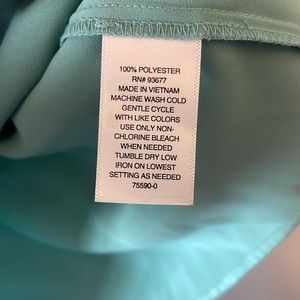 100% POLYESTER
RN# 93677
MADE IN VIETNAM
MACHINE WASH COLD
GENTLE CYCLE
WITH LIKE COLORS
USE ONLY NON-
CHLORINE BLEACH
WHEN NEEDED
TUMBLE DRY LOW
IRON ON LOWEST
SETTING AS NEEDED
75590-0